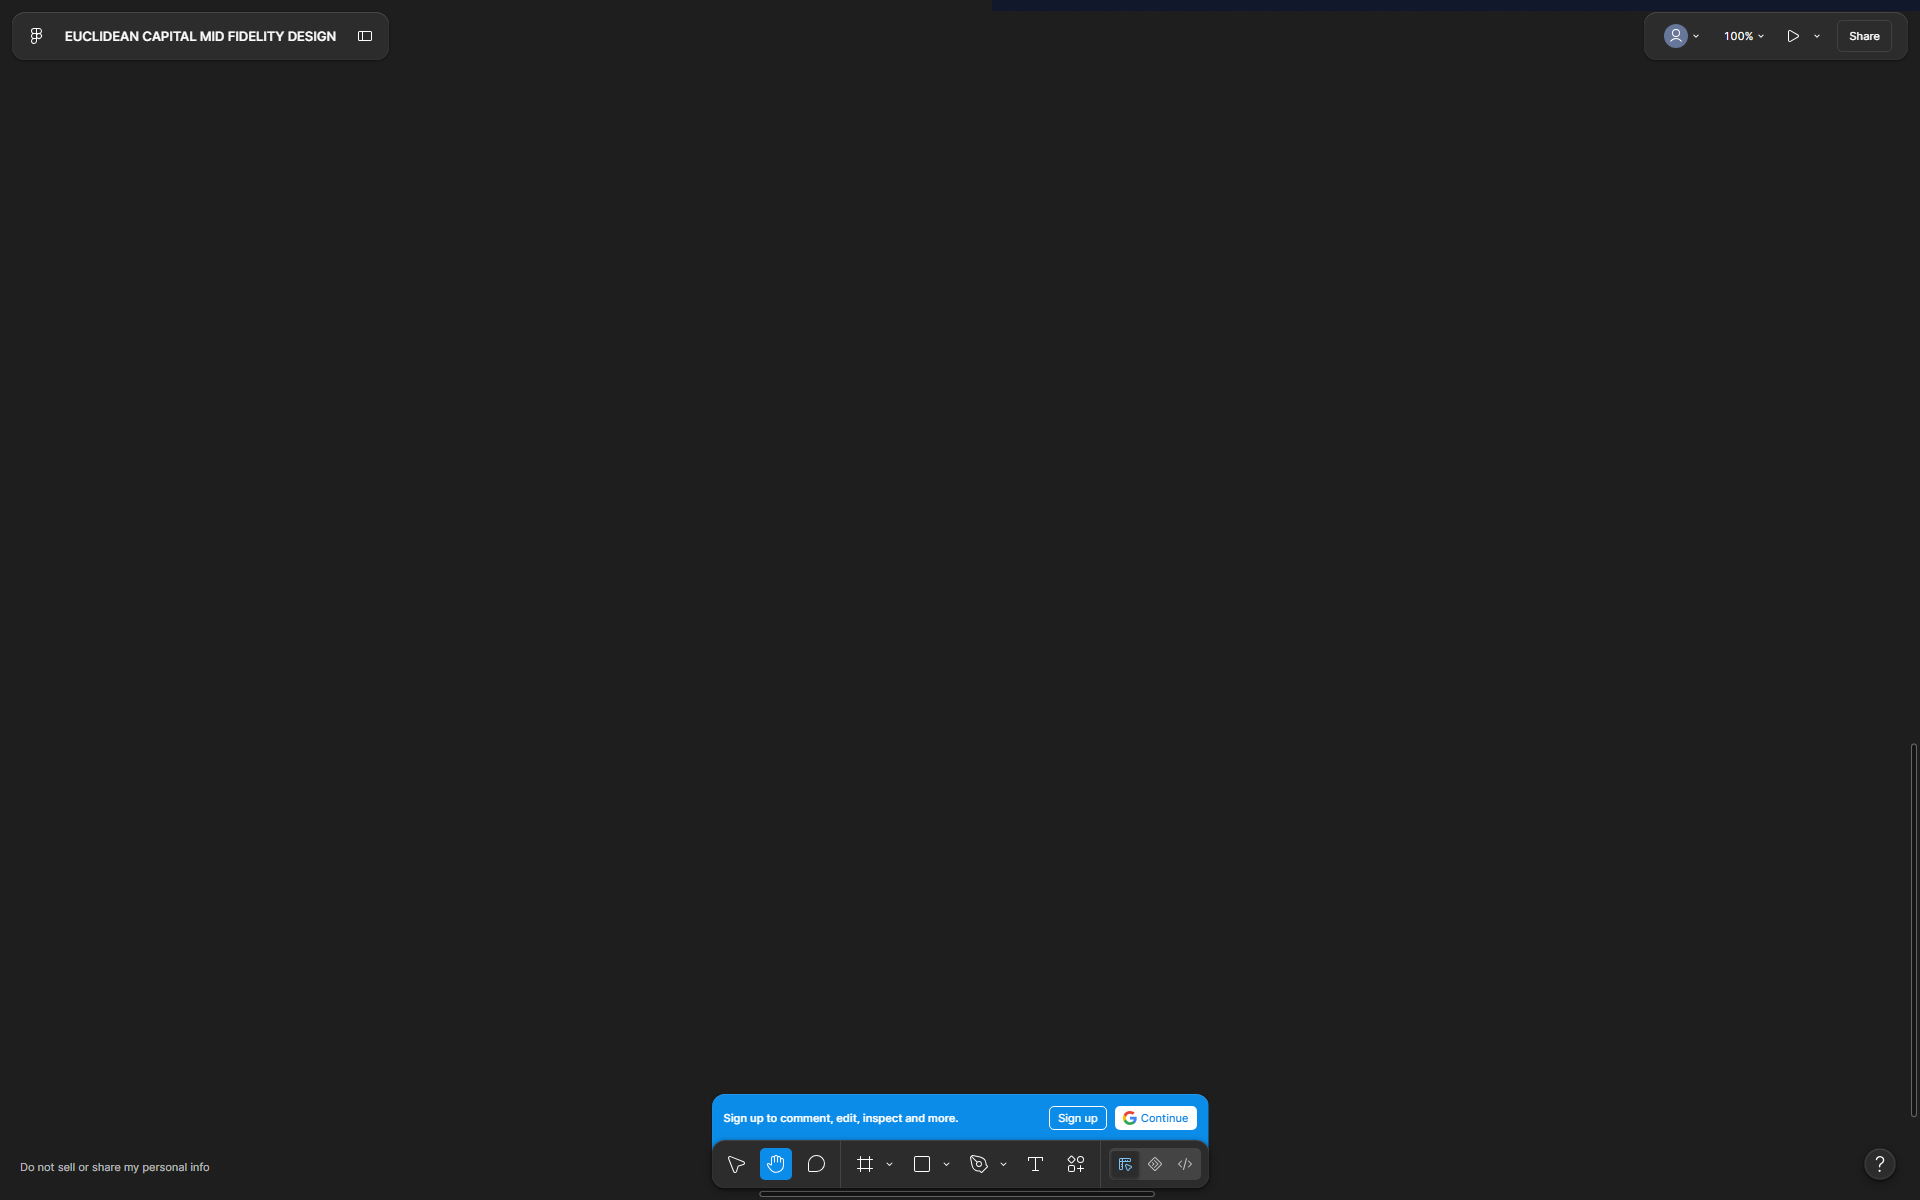 EUCLIDEAN CAPITAL MID FIDELITY DESIGN
100%
Share
Sign up to comment, edit, inspect and more.
Sign up
Continue
Do not sell or share my personal info
?